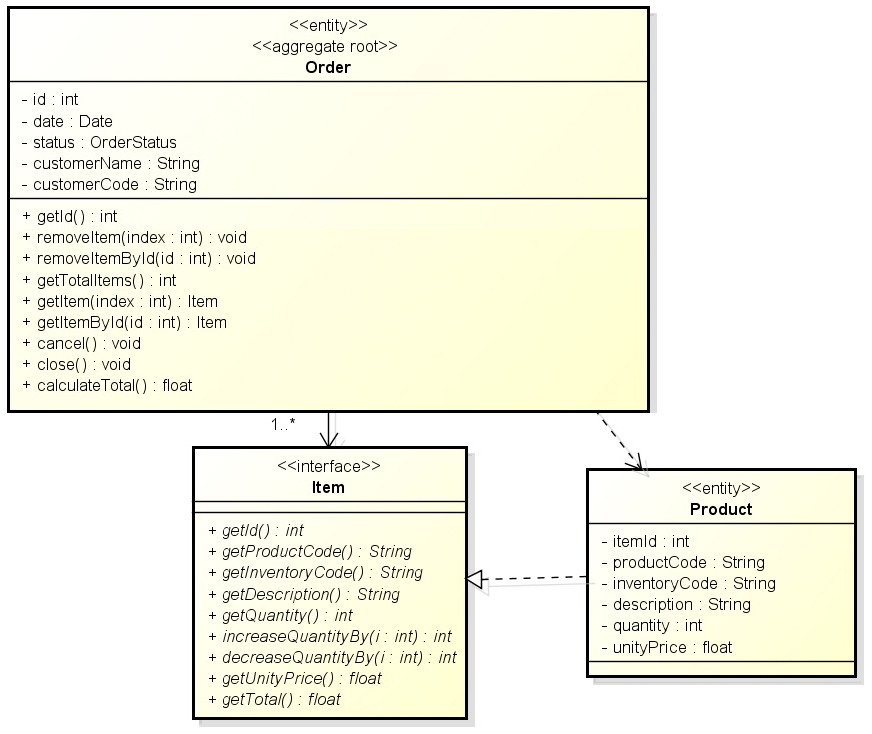 <<entity>>
<<aggregate root>>
Order
- id : int
- date : Date
- status : OrderStatus
- customerName : String
- customerCode : String
+ getId() : int
+ removeItem(index : int) : void
+ removeItemById(id : int) : void
+ getTotalItems() : int
+ getItem(index : int) : Item
+ getItemById(id : int) : Item
+ cancel() : void
+ close() : void
+ calculateTotal() : float
1..*
<<interface>>
Item
+ getId() : int
+ getProductCode() : String
+ getInventoryCode() : String
+ getDescription() : String
+ getQuantity() : int
+ increaseQuantityBy(i : int) : int
+ decreaseQuantityBy(i : int) : int
+ getUnityPrice() : float
+ getTotal() : float
<<entity>>
Product
- itemId : int
- productCode : String
- inventoryCode : String
- description : String
- quantity : int
- unityPrice : float